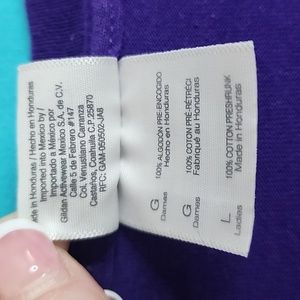 Made in Honduras / Hecho en Honduras
Imported into Mexico by /
Importado a México por
Gildan Activewear Mexico S.A. de C.V.
Calle 5 de Febrero #147
Col. Venustiano Carranza
Castaños, Coahuila C.P. 25870
RFC: GAM-050502-JA8
G
Dames
100% ALGODÓN PRE-ENCOGIDO
Hecho en Honduras
G
Dames
100% COTON PRÉ-RÉTRÉCI
Fabriqué au Honduras
L
Ladies
100% COTTON PRESHRUNK
Made in Honduras